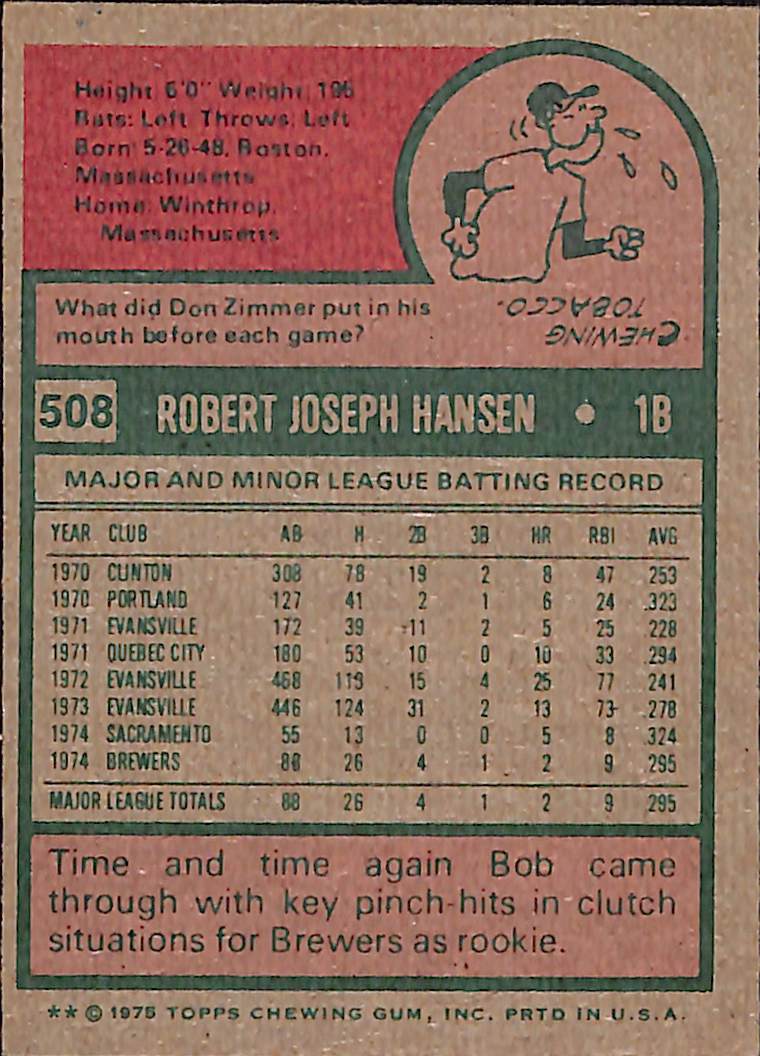 Height: 6'0" Weight: 195
Bats: Left Throws: Left
Born: 5-26-48, Boston,
Massachusetts
Home: Winthrop,
Massachusetts
What did Don Zimmer put in his
mouth before each game?
CHEWING
TOBACCO.
508 ROBERT JOSEPH HANSEN • 1B
MAJOR AND MINOR LEAGUE BATTING RECORD
YEAR CLUB AB H 2B 3B HR RBI AVG
1970 CLINTON 308 78 19 2 8 47 .253
1970 PORTLAND 127 41 2 1 6 24 .323
1971 EVANSVILLE 172 39 11 2 5 25 .228
1971 QUEBEC CITY 180 53 10 0 10 33 .294
1972 EVANSVILLE 468 113 15 4 25 77 .241
1973 EVANSVILLE 446 124 31 2 13 73 .278
1974 SACRAMENTO 55 13 0 0 5 8 .324
1974 BREWERS 88 26 4 1 2 9 .295
MAJOR LEAGUE TOTALS 88 26 4 1 2 9 .295
Time and time again Bob came
through with key pinch-hits in clutch
situations for Brewers as rookie.
** © 1975 TOPPS CHEWING GUM, INC. PRTD IN U.S.A.